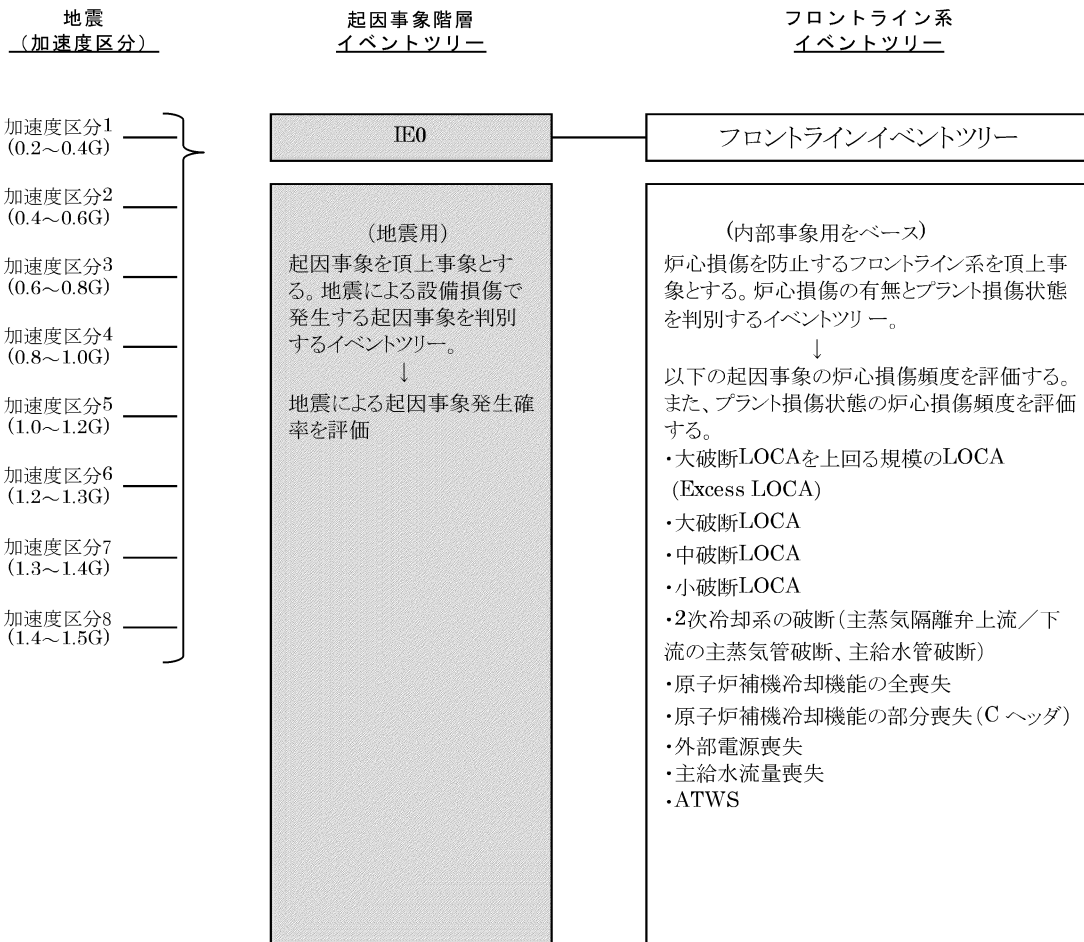 地震
(加速度区分)
起因事象階層
イベントツリー
フロントライン系
イベントツリー
加速度区分1
(0.2～0.4G)
加速度区分2
(0.4～0.6G)
加速度区分3
(0.6～0.8G)
加速度区分4
(0.8～1.0G)
加速度区分5
(1.0～1.2G)
加速度区分6
(1.2～1.3G)
加速度区分7
(1.3～1.4G)
加速度区分8
(1.4～1.5G)
IE0
(地震用)
起因事象を頂上事象とす
る。地震による設備損傷で
発生する起因事象を判別
するイベントツリー。
↓
地震による起因事象発生確
率を評価
フロントラインイベントツリー
(内部事象用をベース)
炉心損傷を防止するフロントライン系を頂上事
象とする。炉心損傷の有無とプラント損傷状態
を判別するイベントツリー。
↓
以下の起因事象の炉心損傷頻度を評価する。
また、プラント損傷状態の炉心損傷頻度を評価
する。
・大破断LOCAを上回る規模のLOCA
(Excess LOCA)
・大破断LOCA
・中破断LOCA
・小破断LOCA
・2次冷却系の破断(主蒸気隔離弁上流／下
流の主蒸気管破断、主給水管破断)
・原子炉補機冷却機能の全喪失
・原子炉補機冷却機能の部分喪失(C ヘッダ)
・外部電源喪失
・主給水流量喪失
・ATWS